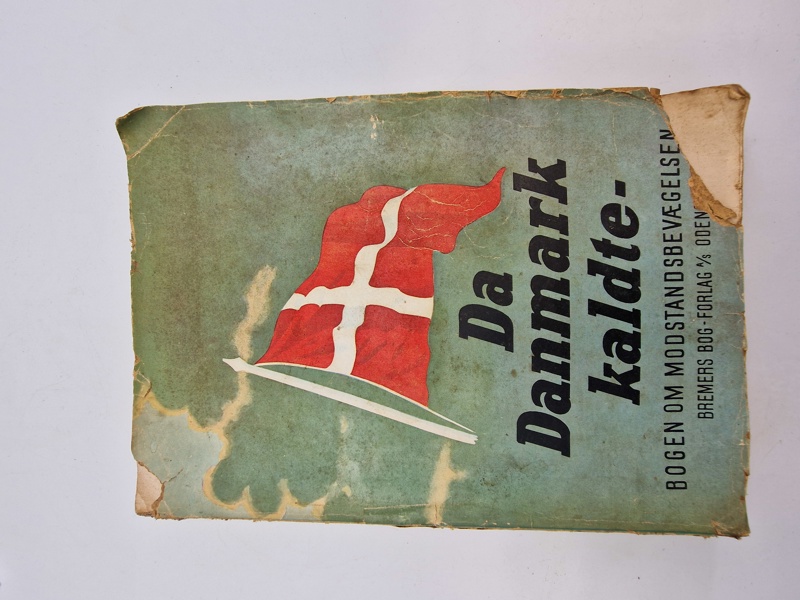 Da
Danmark
kaldte-
BOGEN OM MODSTANDSBEVÆGELSEN
BREMERS BOG-FORLAG A/S ODEN